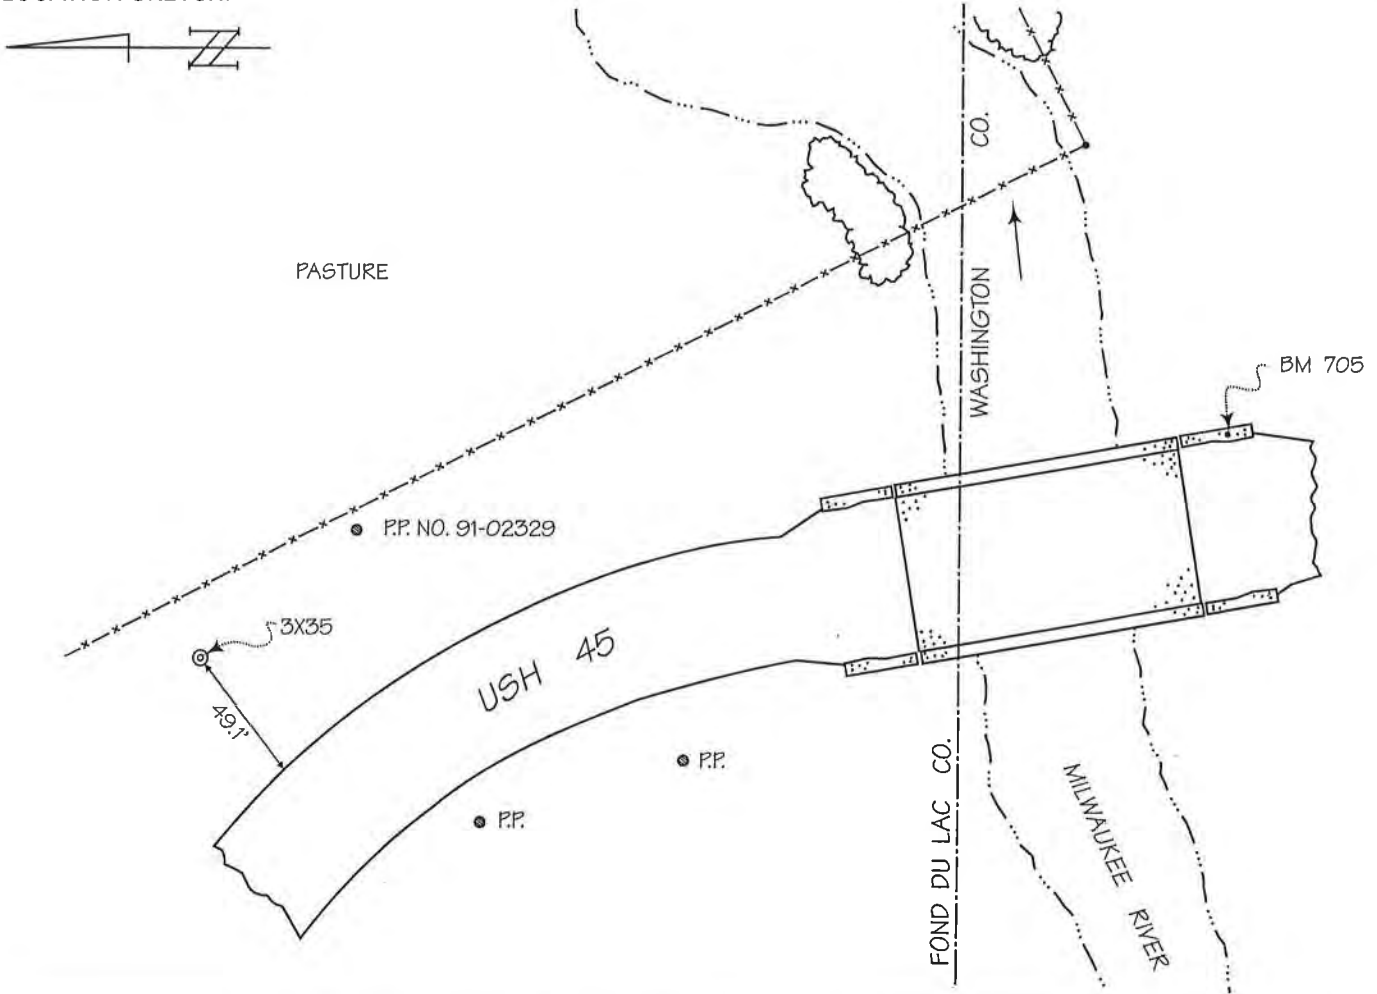 CO.
PASTURE
WASHINGTON
BM 705
P.P. NO. 91-02329
3X35
USH 45
49.1'
P.P.
P.P.
FOND DU LAC CO.
MILWAUKEE RIVER